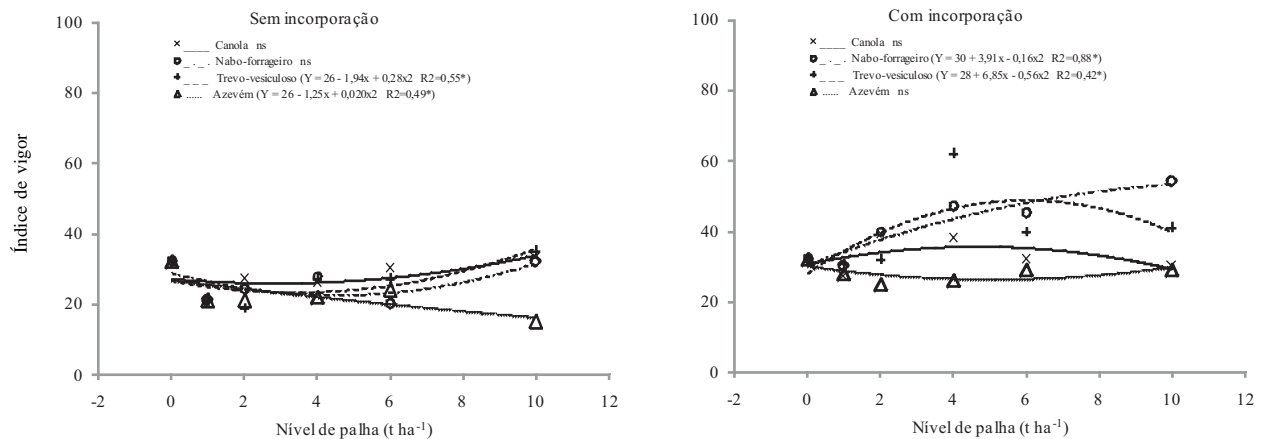 Sem incorporação
× ____ Canola ns
o _ . _ . Nabo-forrageiro ns
+ _ _ _ Trevo-vesiculoso (Y = 26 - 1,94x + 0,28x2 R2=0,55*)
Δ ...... Azevém (Y = 26 - 1,25x + 0,020x2 R2=0,49*)
100
80
60
40
20
0
-2 0 2 4 6 8 10 12
Índice de vigor
Nível de palha (t ha⁻¹)
Com incorporação
× ____ Canola ns
o _ . _ . Nabo-forrageiro (Y = 30 + 3,91x - 0,16x2 R2=0,88*)
+ _ _ _ Trevo-vesiculoso (Y = 28 + 6,85x - 0,56x2 R2=0,42*)
Δ ...... Azevém ns
100
80
60
40
20
0
-2 0 2 4 6 8 10 12
Nível de palha (t ha⁻¹)